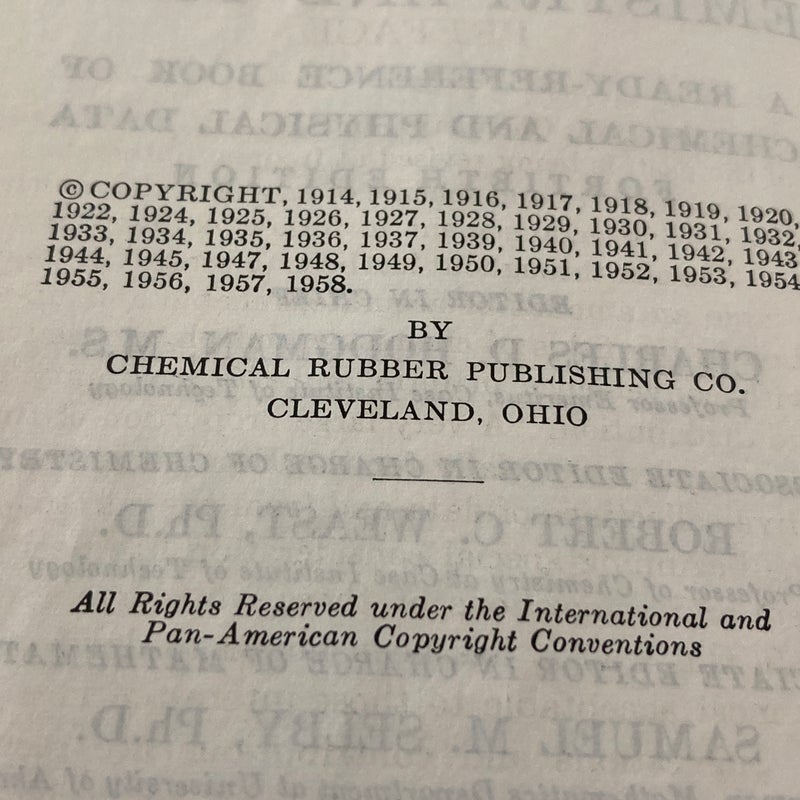 © COPYRIGHT, 1914, 1915, 1916, 1917, 1918, 1919, 1920,
1922, 1924, 1925, 1926, 1927, 1928, 1929, 1930, 1931, 1932,
1933, 1934, 1935, 1936, 1937, 1939, 1940, 1941, 1942, 1943
1944, 1945, 1947, 1948, 1949, 1950, 1951, 1952, 1953, 1954
1955, 1956, 1957, 1958.
BY
CHEMICAL RUBBER PUBLISHING CO.
CLEVELAND, OHIO
All Rights Reserved under the International and
Pan-American Copyright Conventions